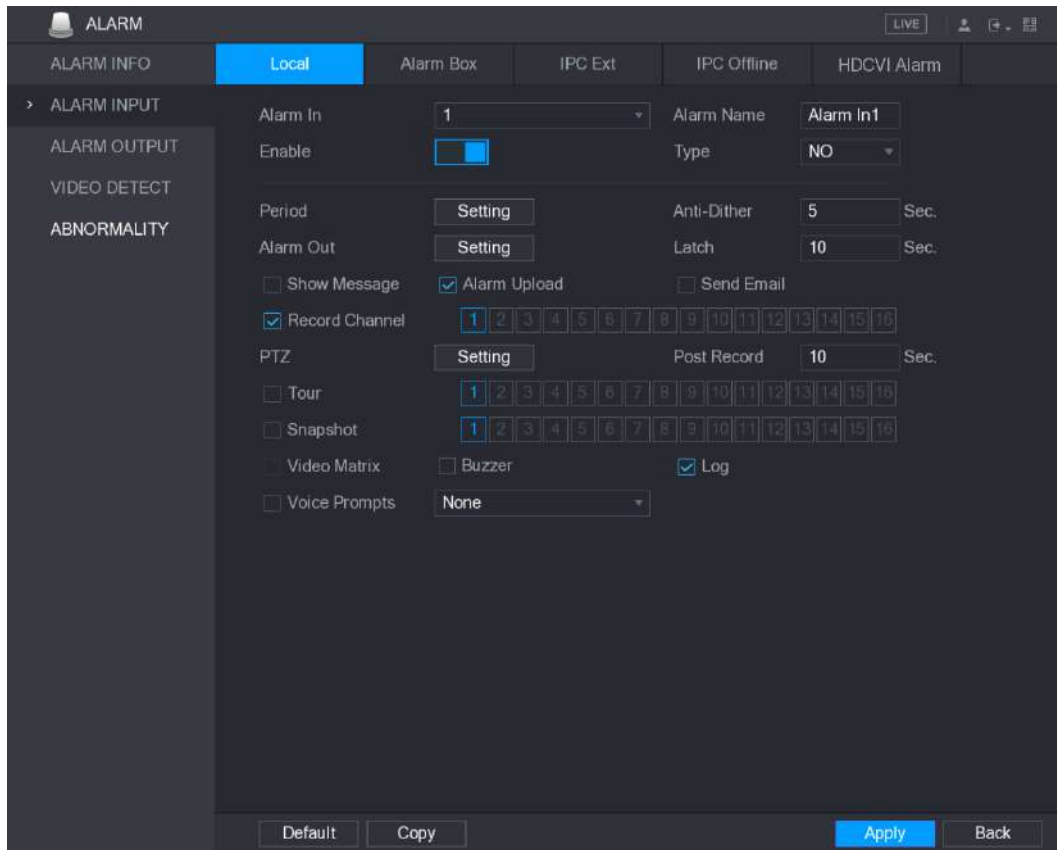 ALARM LIVE
ALARM INFO
ALARM INPUT
ALARM OUTPUT
VIDEO DETECT
ABNORMALITY
Local Alarm Box IPC Ext IPC Offline HDCVI Alarm
Alarm In 1 Alarm Name Alarm In1
Enable Type NO
Period Setting Anti-Dither 5 Sec.
Alarm Out Setting Latch 10 Sec.
Show Message Alarm Upload Send Email
Record Channel 1 2 3 4 5 6 7 8 9 10 11 12 13 14 15 16
PTZ Setting Post Record 10 Sec.
Tour 1 2 3 4 5 6 7 8 9 10 11 12 13 14 15 16
Snapshot 1 2 3 4 5 6 7 8 9 10 11 12 13 14 15 16
Video Matrix Buzzer Log
Voice Prompts None
Default Copy Apply Back